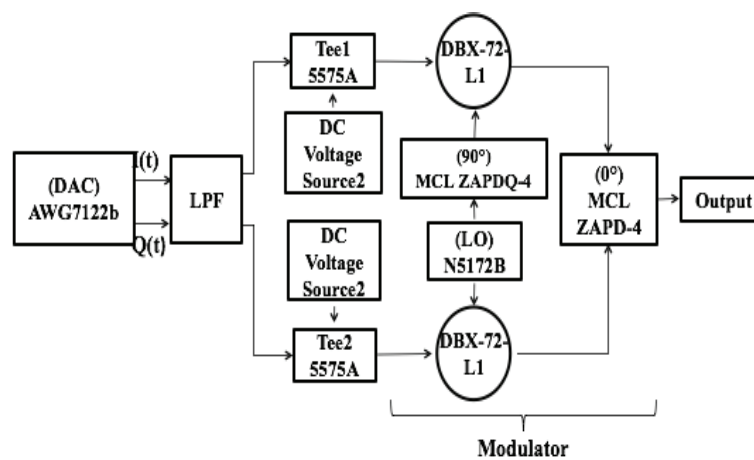 Tee1
5575A
DBX-72-
L1
DC
Voltage
Source2
(DAC)
AWG7122b
I(t)
Q(t)
LPF
(90°)
MCL ZAPDQ-4
(0°)
MCL
ZAPD-4
Output
DC
Voltage
Source2
(LO)
N5172B
Tee2
5575A
DBX-72-
L1
Modulator